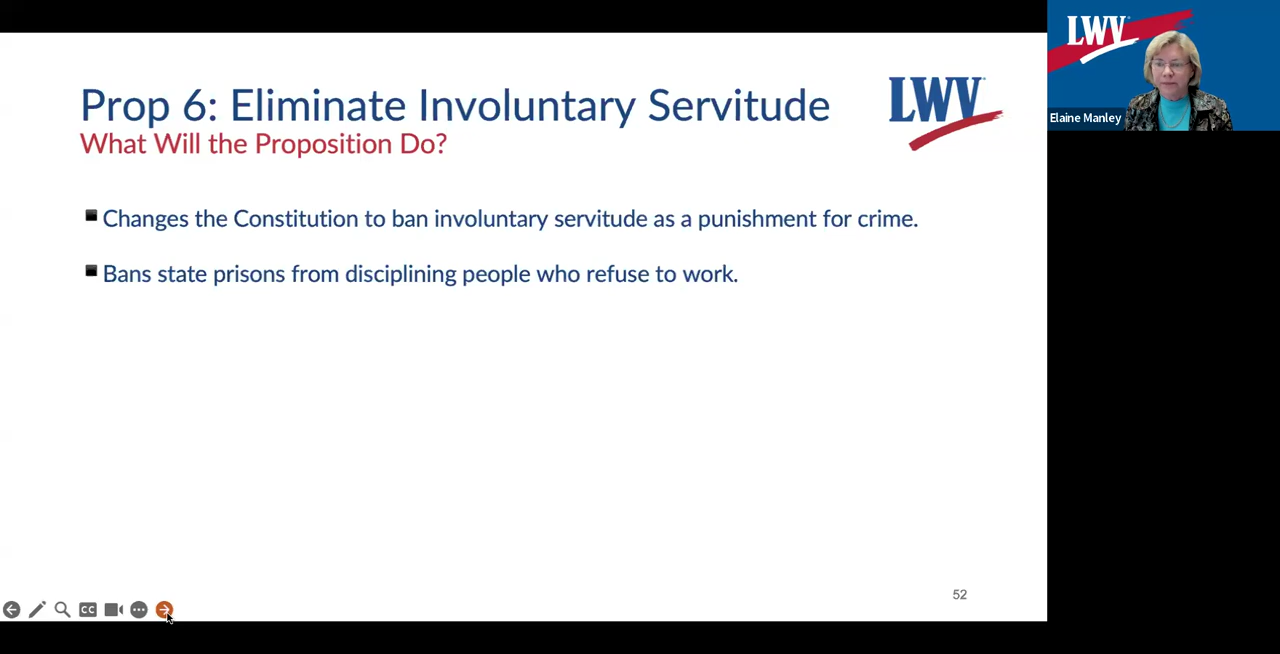 Prop 6: Eliminate Involuntary Servitude
What Will the Proposition Do?
LWV
Changes the Constitution to ban involuntary servitude as a punishment for crime.
Bans state prisons from disciplining people who refuse to work.
52
CC
LWV
Elaine Manley